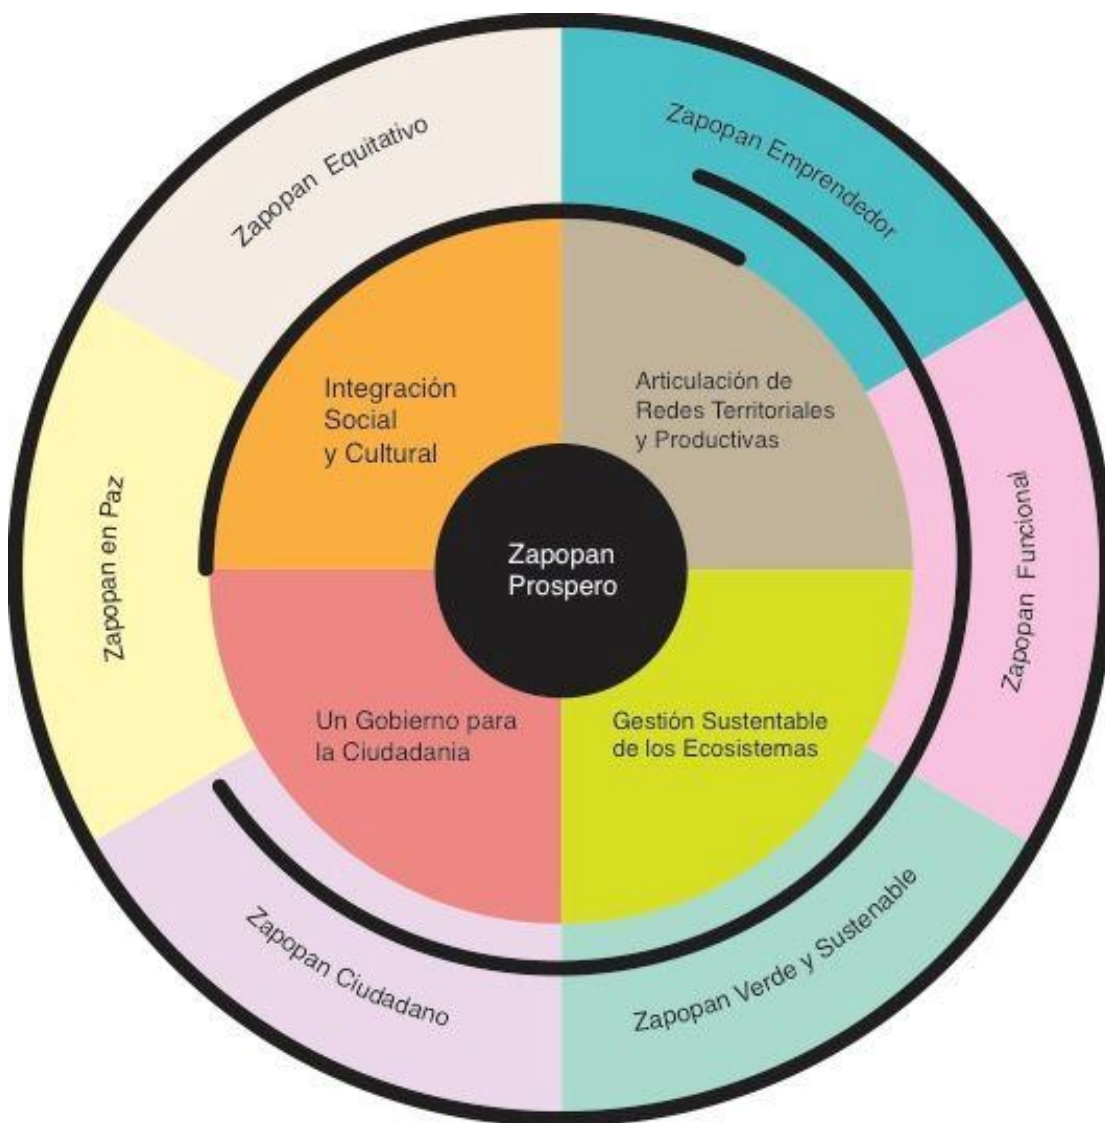 Zapopan Equitativo
Zapopan Emprendedor
Integración
Social
y Cultural
Articulación de
Redes Territoriales
y Productivas
Zapopan en Paz
Zapopan
Prospero
Zapopan Funcional
Un Gobierno para
la Ciudadania
Gestión Sustentable
de los Ecosistemas
Zapopan Ciudadano
Zapopan Verde y Sustenable